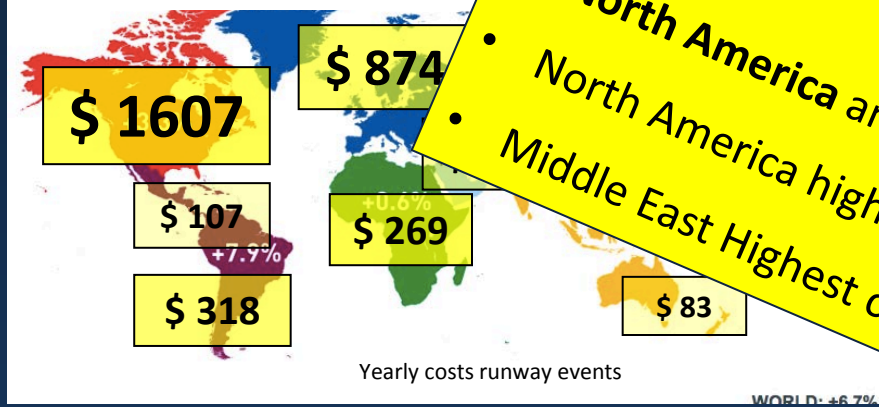 North America
North America
Middle East Highest
$ 1607
$ 874
$ 107
+0.6%
$ 269
+7.9%
$ 318
$ 83
Yearly costs runway events
WORLD: +6.7%